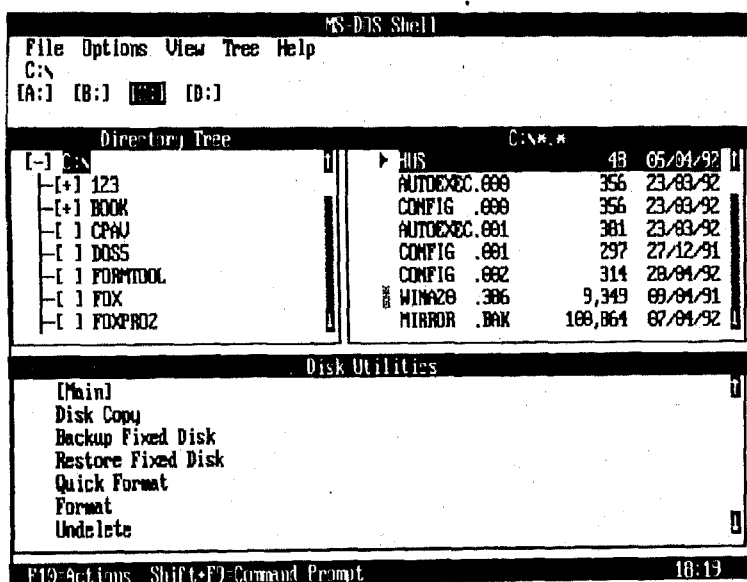 MS-DOS Shell
File Options View Tree Help
C:\
[A:] [B:] [C:] [D:]
Directory Tree
[-] C:\
[+] 123
[+] BOOK
[ ] CPAV
[ ] DOS5
[ ] FORMTOOL
[ ] FOX
[ ] FOXPRO2
C:\*.*
48 05/04/92
AUTOEXEC.000 356 23/03/92
CONFIG .000 356 23/03/92
AUTOEXEC.001 381 23/03/92
CONFIG .001 297 27/12/91
CONFIG .002 314 28/04/92
WINA20 .386 9,349 09/04/91
MIRROR .BAK 100,864 07/04/92
Disk Utilities
[Main]
Disk Copy
Backup Fixed Disk
Restore Fixed Disk
Quick Format
Format
Undelete
F10=Actions Shift+F9=Command Prompt 18:19